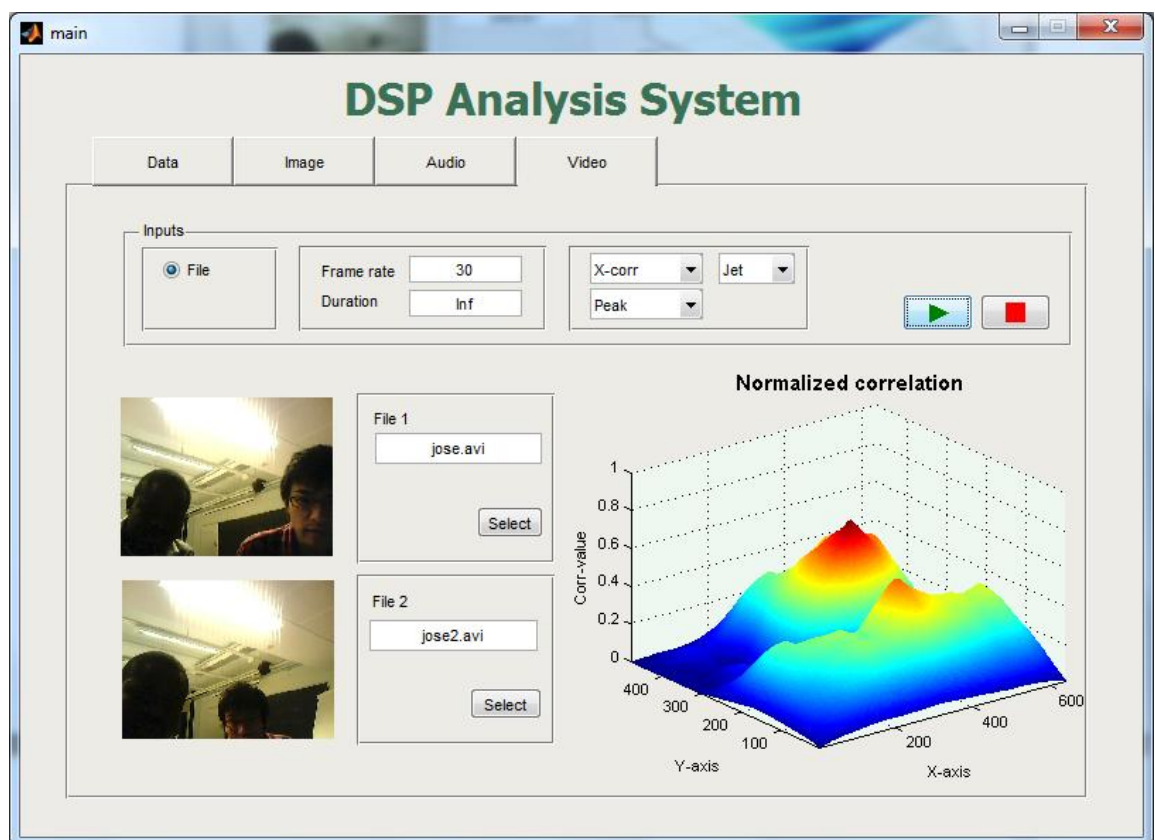 main
DSP Analysis System
Data Image Audio Video
Inputs
File
Frame rate 30
Duration Inf
X-corr Jet
Peak
File 1
jose.avi
Select
File 2
jose2.avi
Select
Normalized correlation
1
0.8
0.6
0.4
0.2
0
Corr-value
400
300
200
100
Y-axis
200
400
600
X-axis